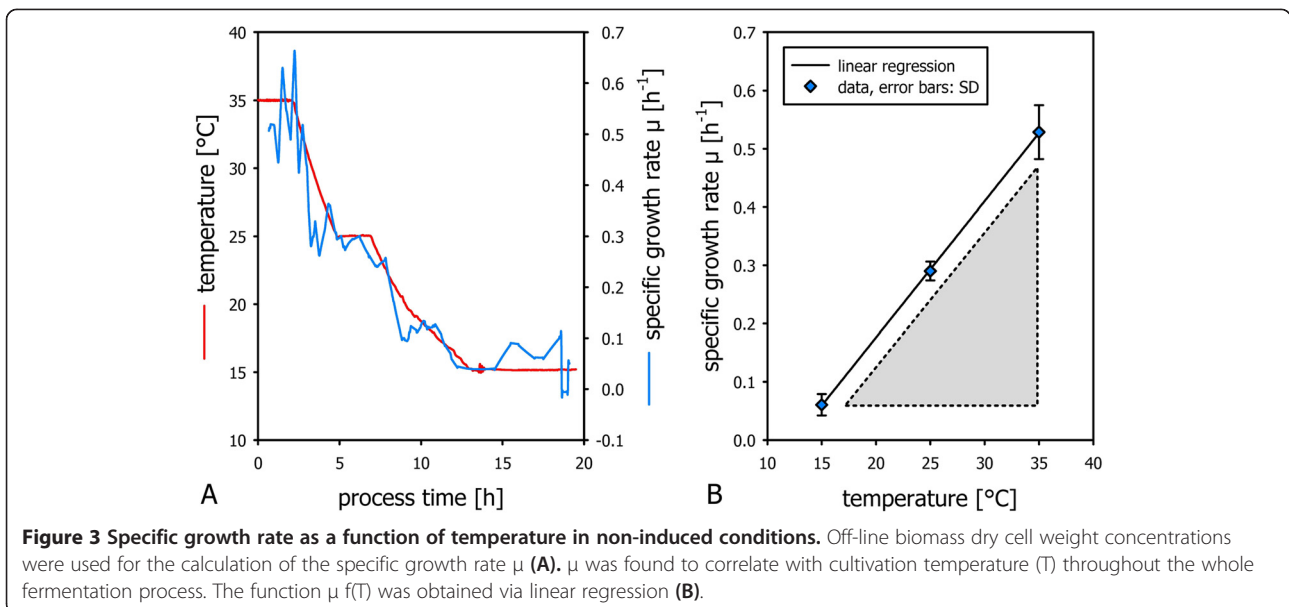 40
35
30
25
20
15
10
temperature [°C]
0.7
0.6
0.5
0.4
0.3
0.2
0.1
0.0
-0.1
specific growth rate µ [h⁻¹]
0 5 10 15 20
process time [h]
A
linear regression
data, error bars: SD
0.7
0.6
0.5
0.4
0.3
0.2
0.1
0.0
specific growth rate µ [h⁻¹]
10 15 20 25 30 35 40
temperature [°C]
B
Figure 3 Specific growth rate as a function of temperature in non-induced conditions. Off-line biomass dry cell weight concentrations
were used for the calculation of the specific growth rate µ (A). µ was found to correlate with cultivation temperature (T) throughout the whole
fermentation process. The function µ f(T) was obtained via linear regression (B).